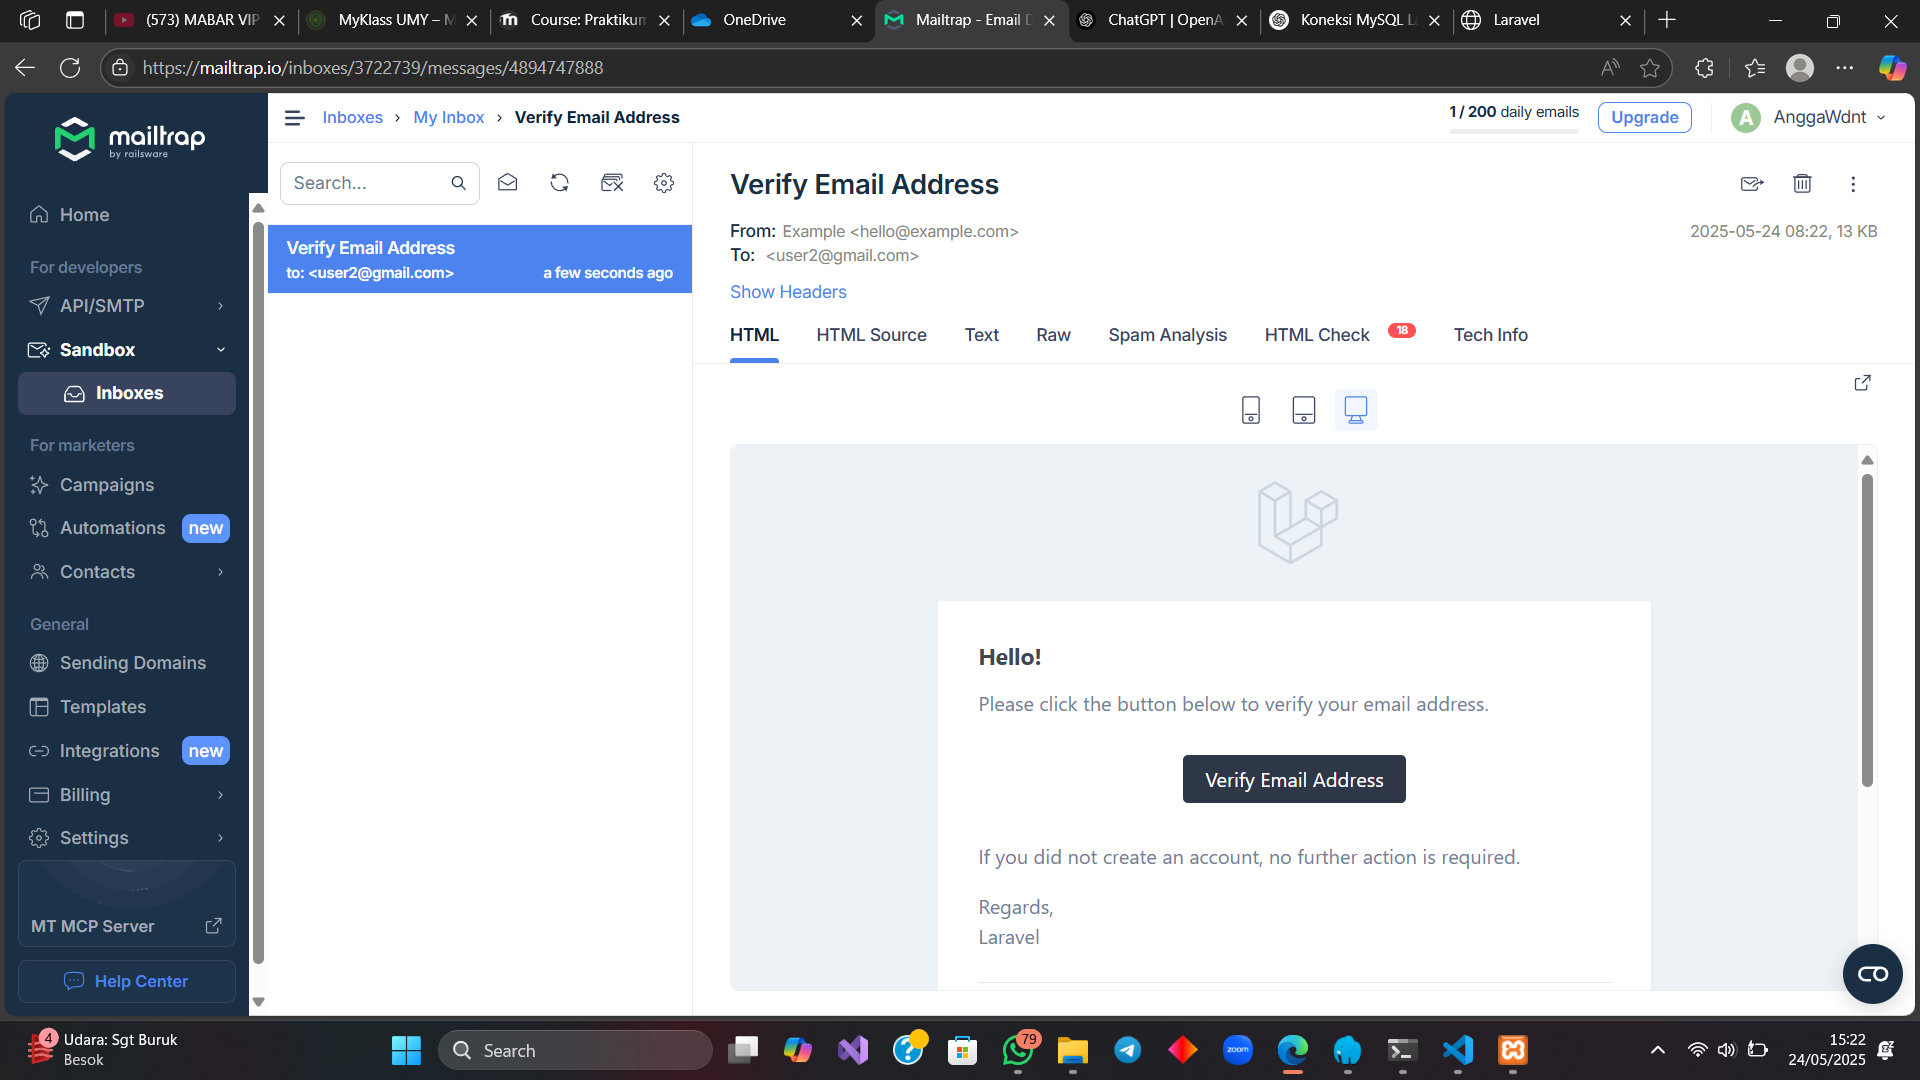 (573) MABAR VIP
MyKlass UMY – M
Course: Praktikum
OneDrive
Mailtrap - Email D
ChatGPT | OpenA
Koneksi MySQL La
Laravel
https://mailtrap.io/inboxes/3722739/messages/4894747888
mailtrap
by railsware
Home
For developers
API/SMTP
Sandbox
Inboxes
For marketers
Campaigns
Automations new
Contacts
General
Sending Domains
Templates
Integrations new
Billing
Settings
MT MCP Server
Help Center
Inboxes › My Inbox › Verify Email Address
1 / 200 daily emails
Upgrade
A AnggaWdnt
Search...
Verify Email Address
to: <user2@gmail.com> a few seconds ago
Verify Email Address
From: Example <hello@example.com>
2025-05-24 08:22, 13 KB
To: <user2@gmail.com>
Show Headers
HTML HTML Source Text Raw Spam Analysis HTML Check 18 Tech Info
Hello!
Please click the button below to verify your email address.
Verify Email Address
If you did not create an account, no further action is required.
Regards,
Laravel
4
Udara: Sgt Buruk
Besok
Search
79
zoom
15:22
24/05/2025